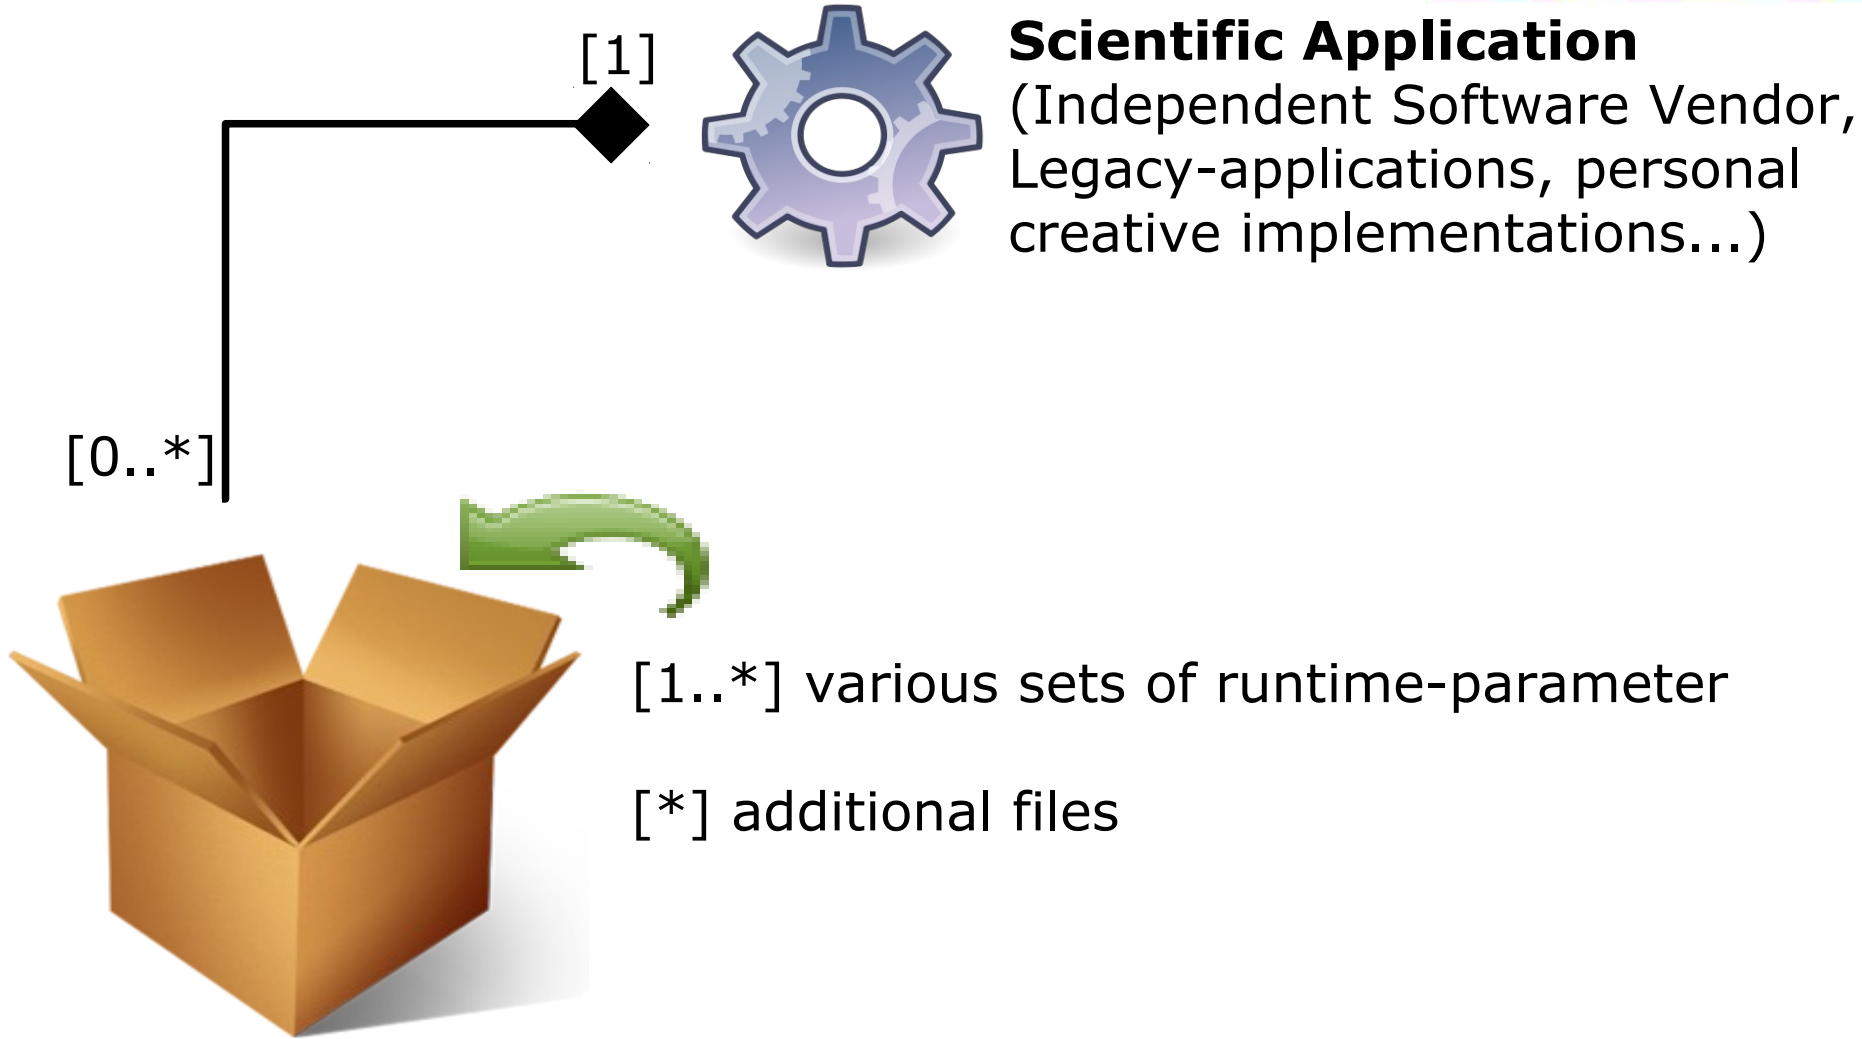 [1]
Scientific Application
(Independent Software Vendor,
Legacy-applications, personal
creative implementations...)
[0..*]
[1..*] various sets of runtime-parameter
[*] additional files